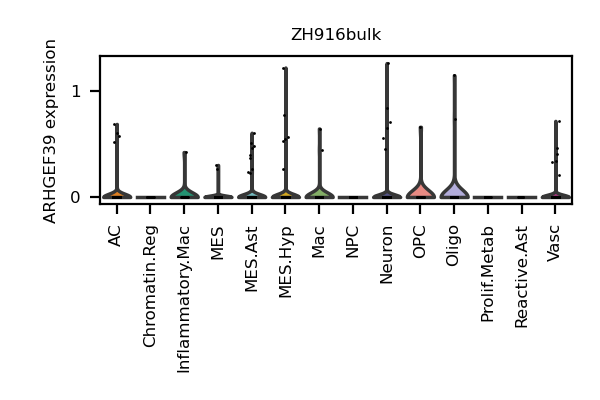 ZH916bulk
ARHGEF39 expression
1
0
AC
Chromatin.Reg
Inflammatory.Mac
MES
MES.Ast
MES.Hyp
Mac
NPC
Neuron
OPC
Oligo
Prolif.Metab
Reactive.Ast
Vasc